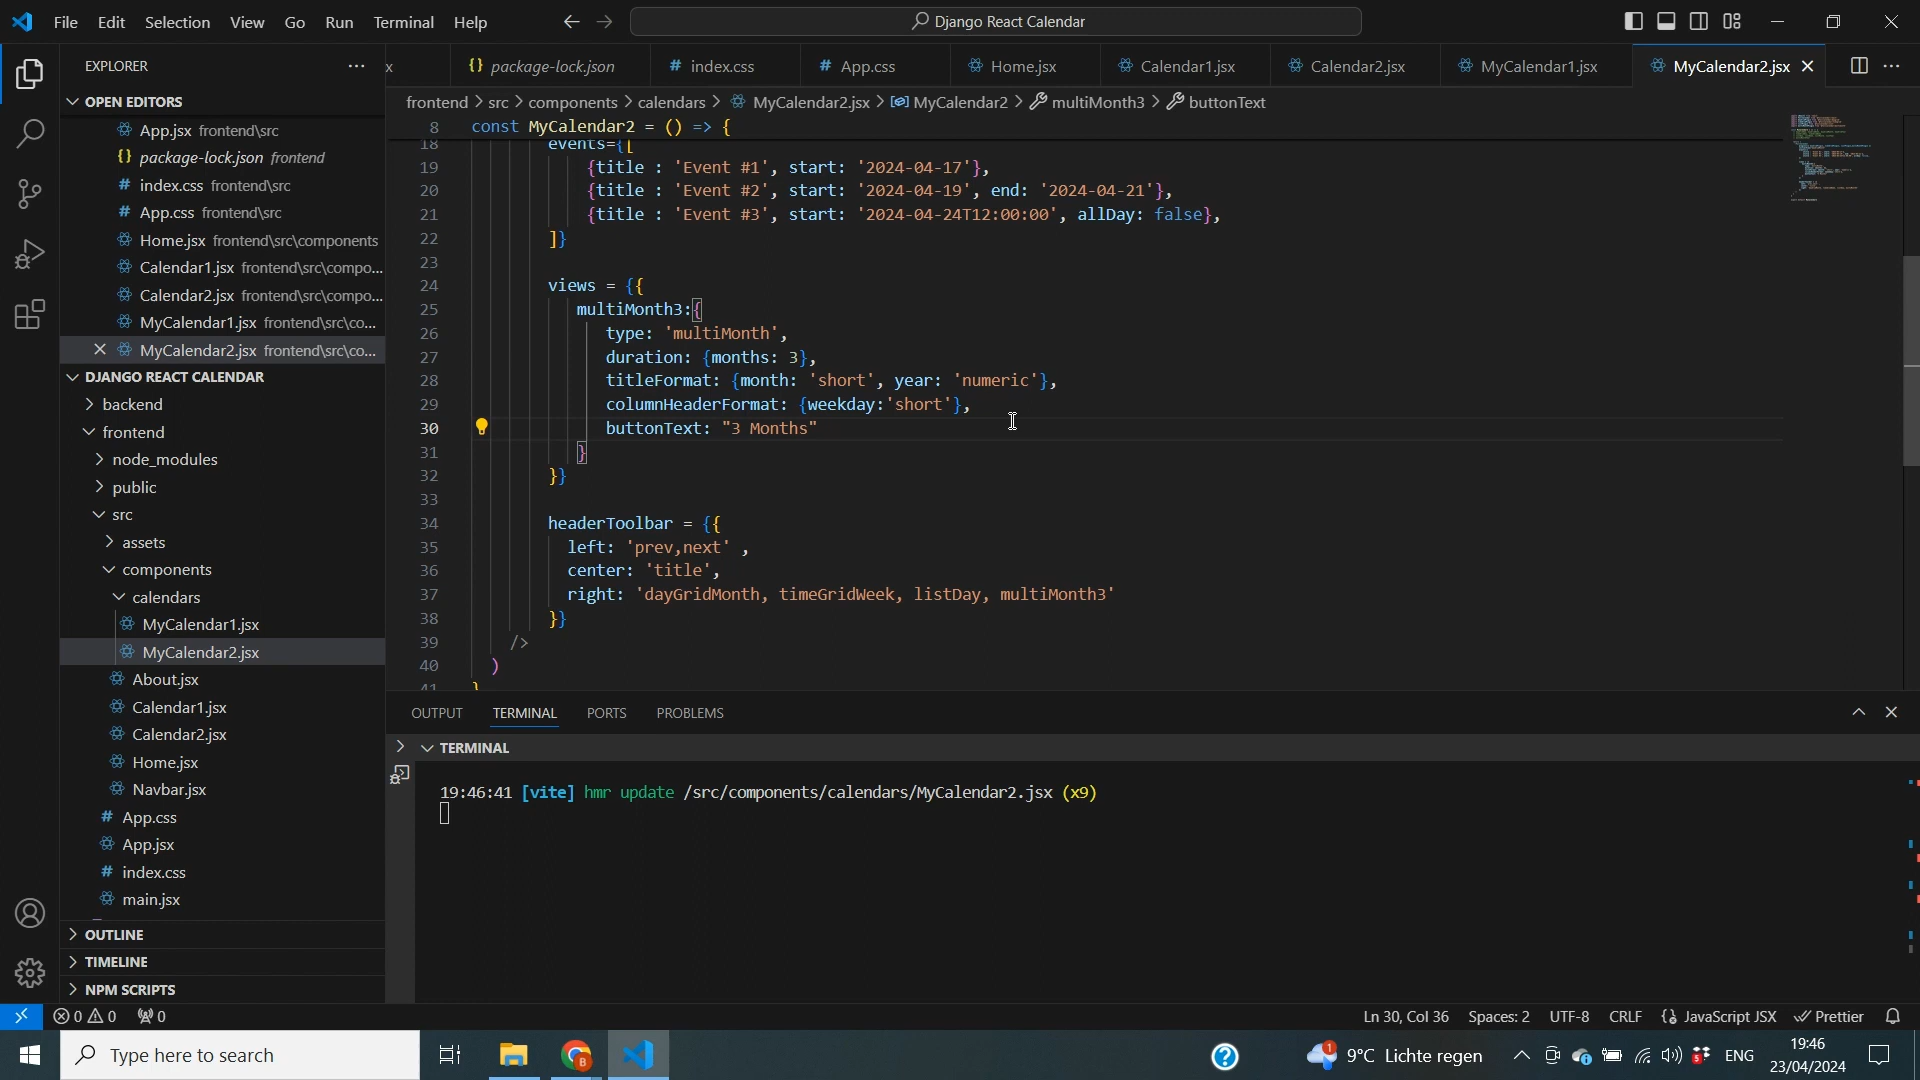 File Edit Selection View Go Run Terminal Help
Django React Calendar
EXPLORER
x
package-lock.json
index.css
App.css
Home.jsx
Calendar1.jsx
Calendar2.jsx
MyCalendar1.jsx
MyCalendar2.jsx
OPEN EDITORS
App.jsx frontend\src
package-lock.json frontend
index.css frontend\src
App.css frontend\src
Home.jsx frontend\src\components
Calendar1.jsx frontend\src\compo...
Calendar2.jsx frontend\src\compo...
MyCalendar1.jsx frontend\src\co...
MyCalendar2.jsx frontend\src\co...
DJANGO REACT CALENDAR
backend
frontend
node_modules
public
src
assets
components
calendars
MyCalendar1.jsx
MyCalendar2.jsx
About.jsx
Calendar1.jsx
Calendar2.jsx
Home.jsx
Navbar.jsx
App.css
App.jsx
index.css
main.jsx
OUTLINE
TIMELINE
NPM SCRIPTS
frontend > src > components > calendars > MyCalendar2.jsx > MyCalendar2 > multiMonth3 > buttonText
8 const MyCalendar2 = () => {
18 events={[
19 {title : 'Event #1', start: '2024-04-17'},
20 {title : 'Event #2', start: '2024-04-19', end: '2024-04-21'},
21 {title : 'Event #3', start: '2024-04-24T12:00:00', allDay: false},
22 ]}
23
24 views = {{
25 multiMonth3:{
26 type: 'multiMonth',
27 duration: {months: 3},
28 titleFormat: {month: 'short', year: 'numeric'},
29 columnHeaderFormat: {weekday:'short'},
30 buttonText: "3 Months"
31 }
32 }}
33
34 headerToolbar = {{
35 left: 'prev,next' ,
36 center: 'title',
37 right: 'dayGridMonth, timeGridWeek, listDay, multiMonth3'
38 }}
39 />
40 )
41 }
OUTPUT TERMINAL PORTS PROBLEMS
TERMINAL
19:46:41 [vite] hmr update /src/components/calendars/MyCalendar2.jsx (x9)
0 0 0
Ln 30, Col 36 Spaces: 2 UTF-8 CRLF JavaScript JSX Prettier
Type here to search
B
?
1
9°C Lichte regen
5
ENG
19:46
23/04/2024